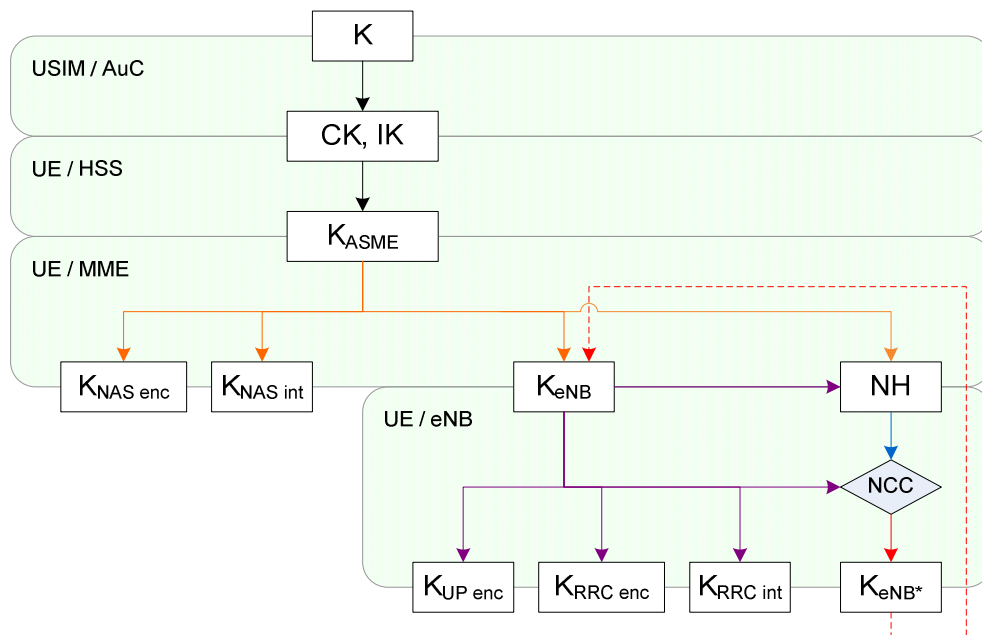 K
USIM / AuC
CK, IK
UE / HSS
KASME
UE / MME
KNAS enc
KNAS int
KeNB
NH
UE / eNB
NCC
KUP enc
KRRC enc
KRRC int
KeNB*